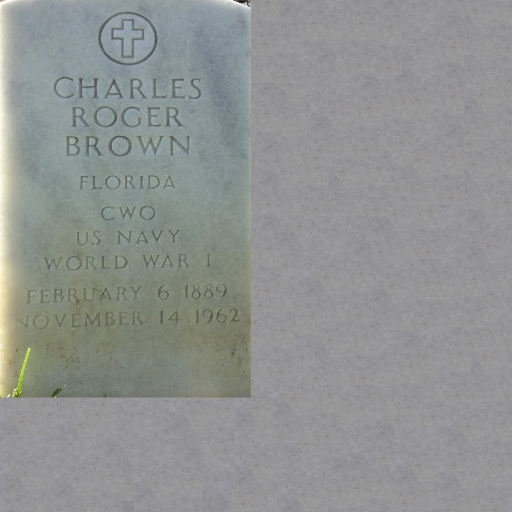 CHARLES
ROGER
BROWN
FLORIDA
CWO
US NAVY
WORLD WAR I
FEBRUARY 6 1889
NOVEMBER 14 1962